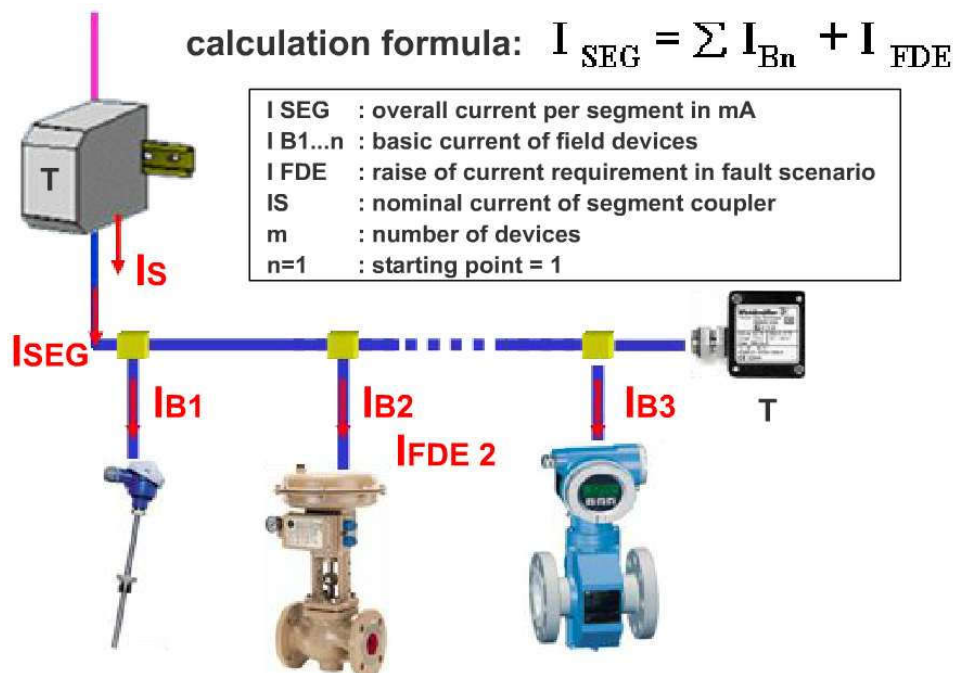 calculation formula: I SEG = ∑ I Bn + I FDE
I SEG : overall current per segment in mA
I B1...n : basic current of field devices
I FDE : raise of current requirement in fault scenario
IS : nominal current of segment coupler
m : number of devices
n=1 : starting point = 1
T
IS
ISEG
IB1
IB2
IB3
T
IFDE 2